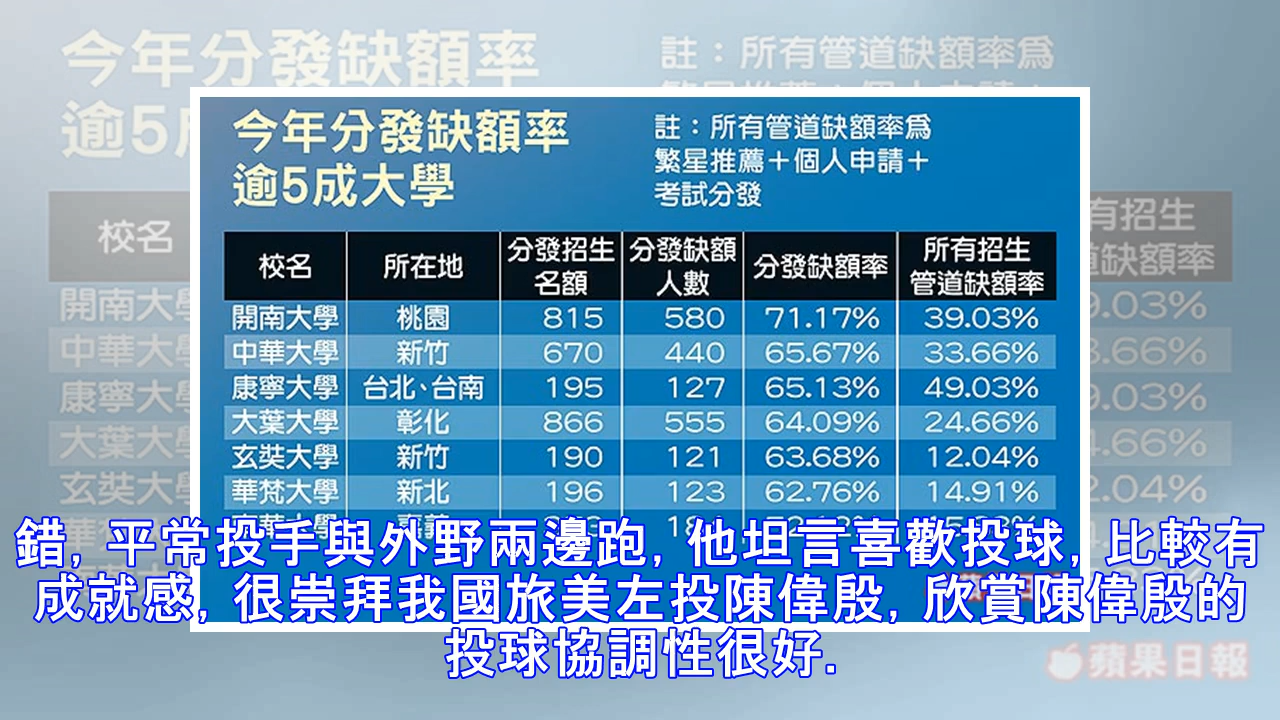 今年分發缺額率
逾5成大學
註：所有管道缺額率為
繁星推薦＋個人申請＋
考試分發
校名 所在地 分發招生名額 分發缺額人數 分發缺額率 所有招生管道缺額率
開南大學 桃園 815 580 71.17% 39.03%
中華大學 新竹 670 440 65.67% 33.66%
康寧大學 台北、台南 195 127 65.13% 49.03%
大葉大學 彰化 866 555 64.09% 24.66%
玄奘大學 新竹 190 121 63.68% 12.04%
華梵大學 新北 196 123 62.76% 14.91%
錯, 平常投手與外野兩邊跑, 他坦言喜歡投球, 比較有
成就感, 很崇拜我國旅美左投陳偉殷, 欣賞陳偉殷的
投球協調性很好.
蘋果日報